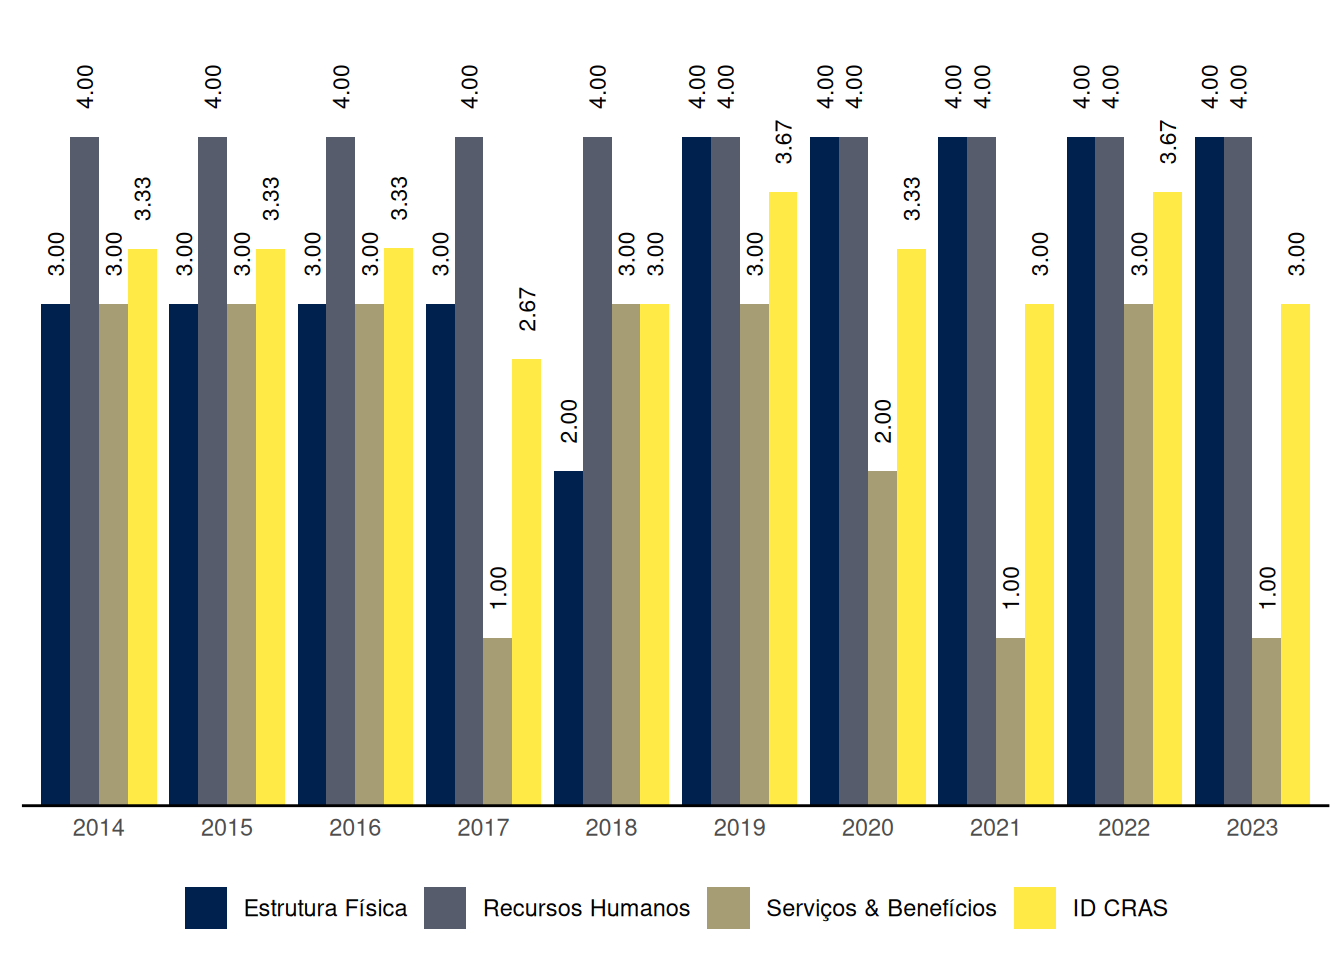 4.00 4.00 4.00 4.00 4.00 4.00 4.00 4.00 4.00 4.00 4.00 4.00 4.00 4.00 4.00
3.67 3.67
3.33 3.33 3.33 3.33
3.00 3.00 3.00 3.00 3.00 3.00 3.00 3.00 3.00 3.00 3.00 3.00 3.00
2.67
2.00 2.00
1.00 1.00 1.00
2014 2015 2016 2017 2018 2019 2020 2021 2022 2023
Estrutura Física Recursos Humanos Serviços & Benefícios ID CRAS